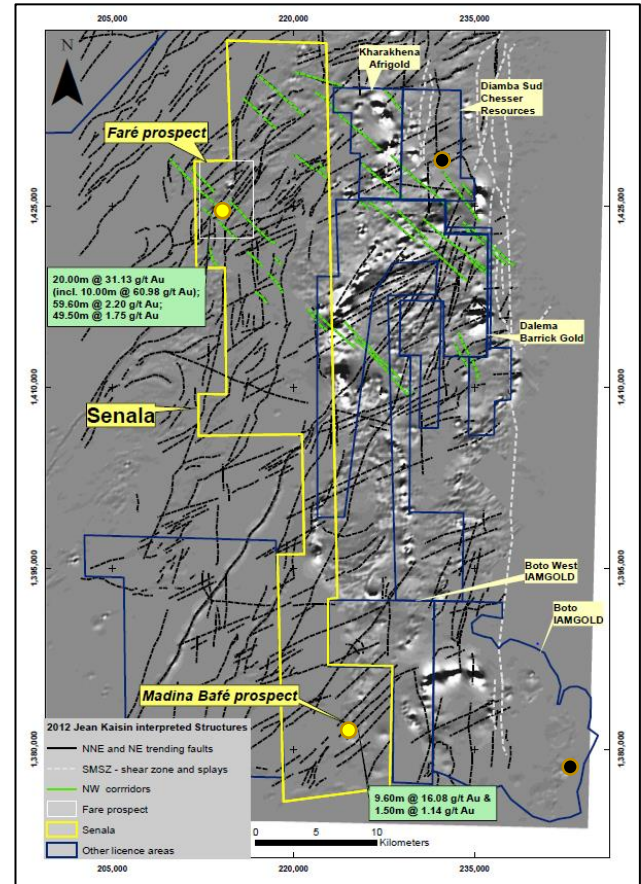 205,000
220,000
235,000
N
Kharakhena
Afrigold
Diamba Sud
Chesser
Resources
Faré prospect
1,425,000
1,425,000
20.00m @ 31.13 g/t Au
(incl. 10.00m @ 60.98 g/t Au);
59.60m @ 2.20 g/t Au;
49.50m @ 1.75 g/t Au
Dalema
Barrick Gold
1,410,000
1,410,000
Senala
1,395,000
1,395,000
Boto West
IAMGOLD
Boto
IAMGOLD
Madina Bafé prospect
1,380,000
1,380,000
2012 Jean Kaisin interpreted Structures
NNE and NE trending faults
SMSZ - shear zone and splays
NW corrridors
Fare prospect
Senala
Other licence areas
9.60m @ 16.08 g/t Au &
1.50m @ 1.14 g/t Au
0 5 10
Kilometers
205,000
220,000
235,000